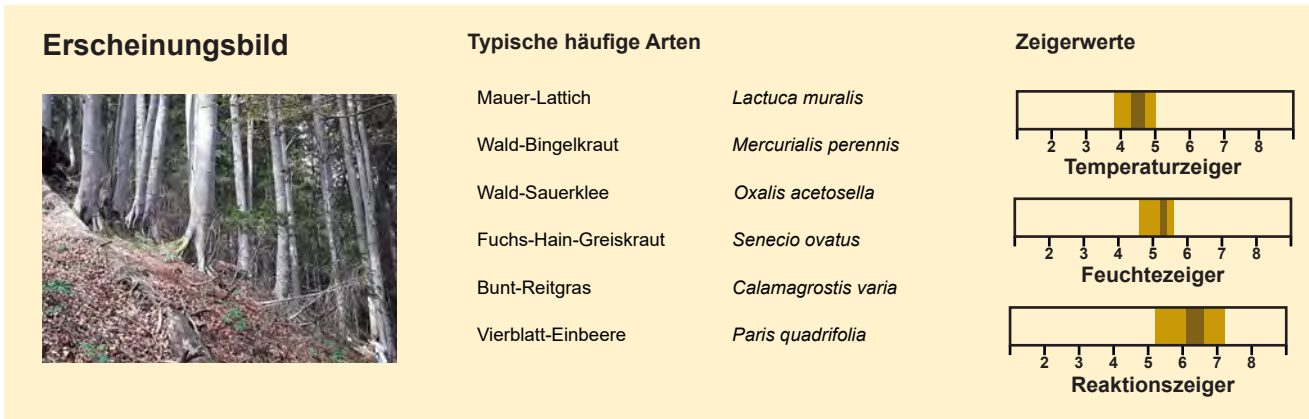 Erscheinungsbild
Typische häufige Arten
Mauer-Lattich Lactuca muralis
Wald-Bingelkraut Mercurialis perennis
Wald-Sauerklee Oxalis acetosella
Fuchs-Hain-Greiskraut Senecio ovatus
Bunt-Reitgras Calamagrostis varia
Vierblatt-Einbeere Paris quadrifolia
Zeigerwerte
2 3 4 5 6 7 8
Temperaturzeiger
2 3 4 5 6 7 8
Feuchtezeiger
2 3 4 5 6 7 8
Reaktionszeiger